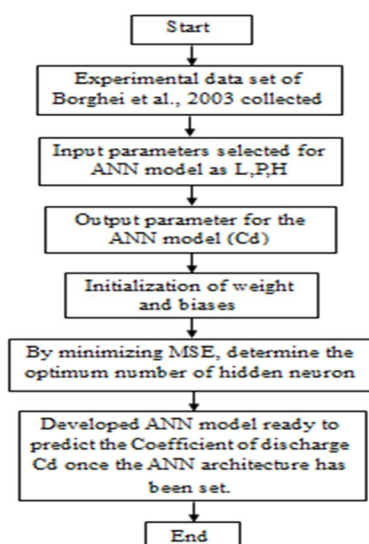 Start
Experimental data set of
Borghei et al., 2003 collected
Input parameters selected for
ANN model as L,P,H
Output parameter for the
ANN model (Cd)
Initialization of weight
and biases
By minimizing MSE, determine the
optimum number of hidden neuron
Developed ANN model ready to
predict the Coefficient of discharge
Cd once the ANN architecture has
been set.
End